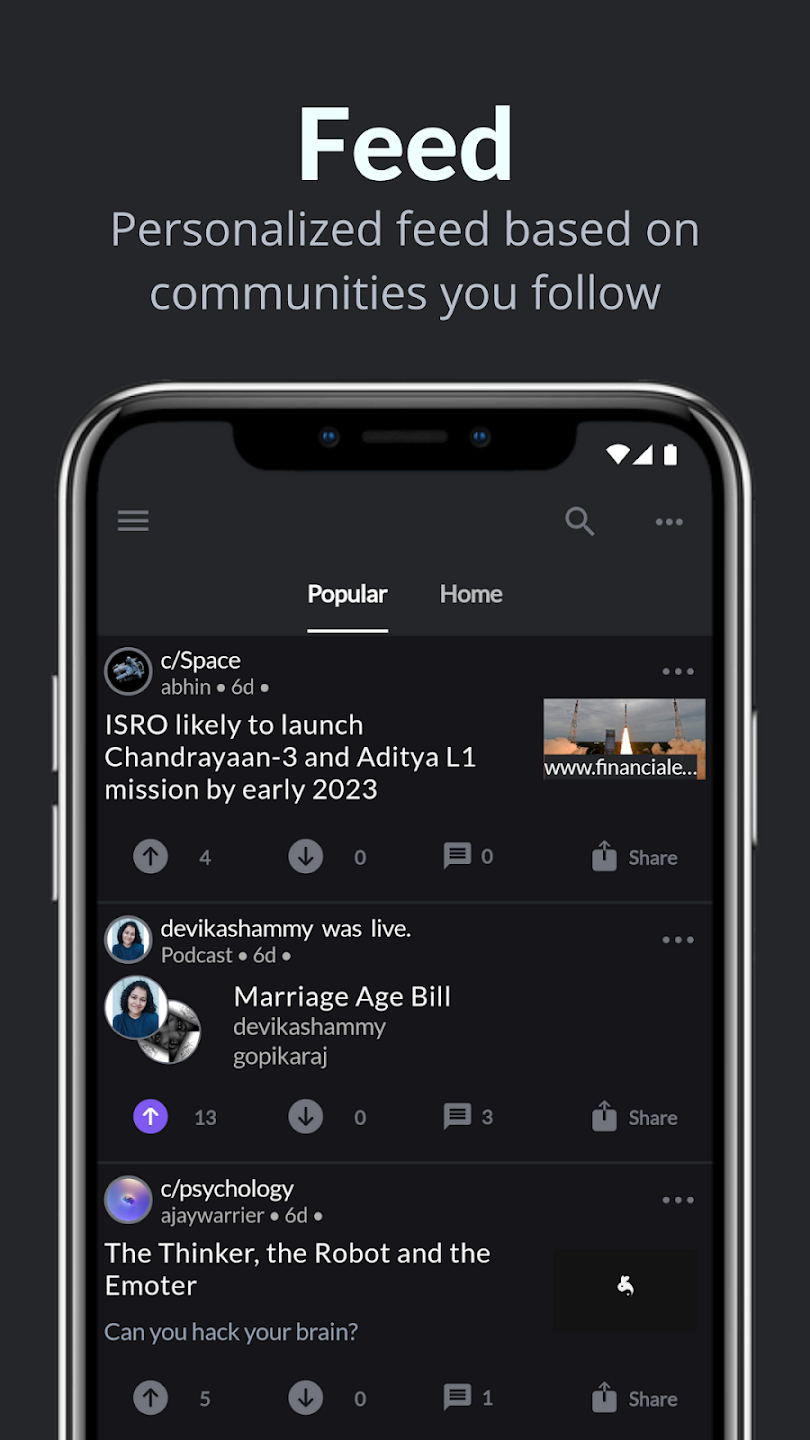 Feed
Personalized feed based on
communities you follow
Popular Home
c/Space
abhin • 6d •
ISRO likely to launch
Chandrayaan-3 and Aditya L1
mission by early 2023
www.financiale...
4 0 0 Share
devikashammy was live.
Podcast • 6d •
Marriage Age Bill
devikashammy
gopikaraj
13 0 3 Share
c/psychology
ajaywarrier • 6d •
The Thinker, the Robot and the
Emoter
Can you hack your brain?
5 0 1 Share